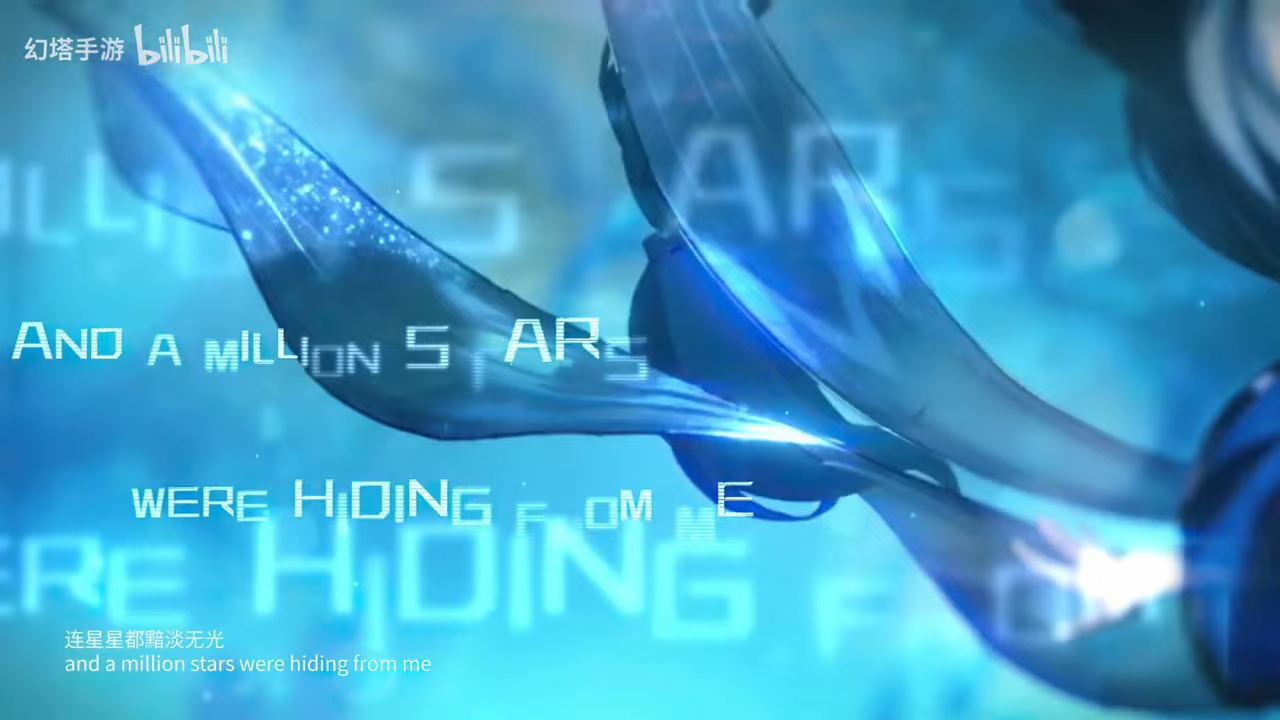 幻塔手游 bilibili
AND A MILLION STARS
WERE HIDING FROM ME
连星星都黯淡无光
and a million stars were hiding from me